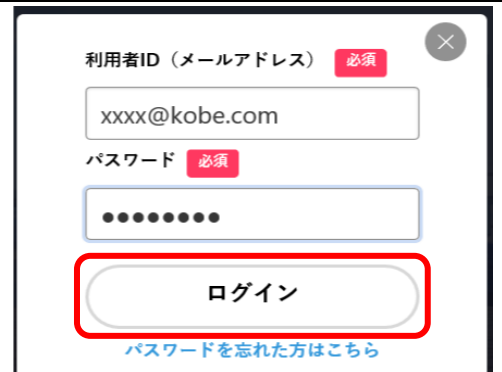 利用者ID（メールアドレス） 必須
xxxx@kobe.com
パスワード 必須
●●●●●●●●
ログイン
パスワードを忘れた方はこちら